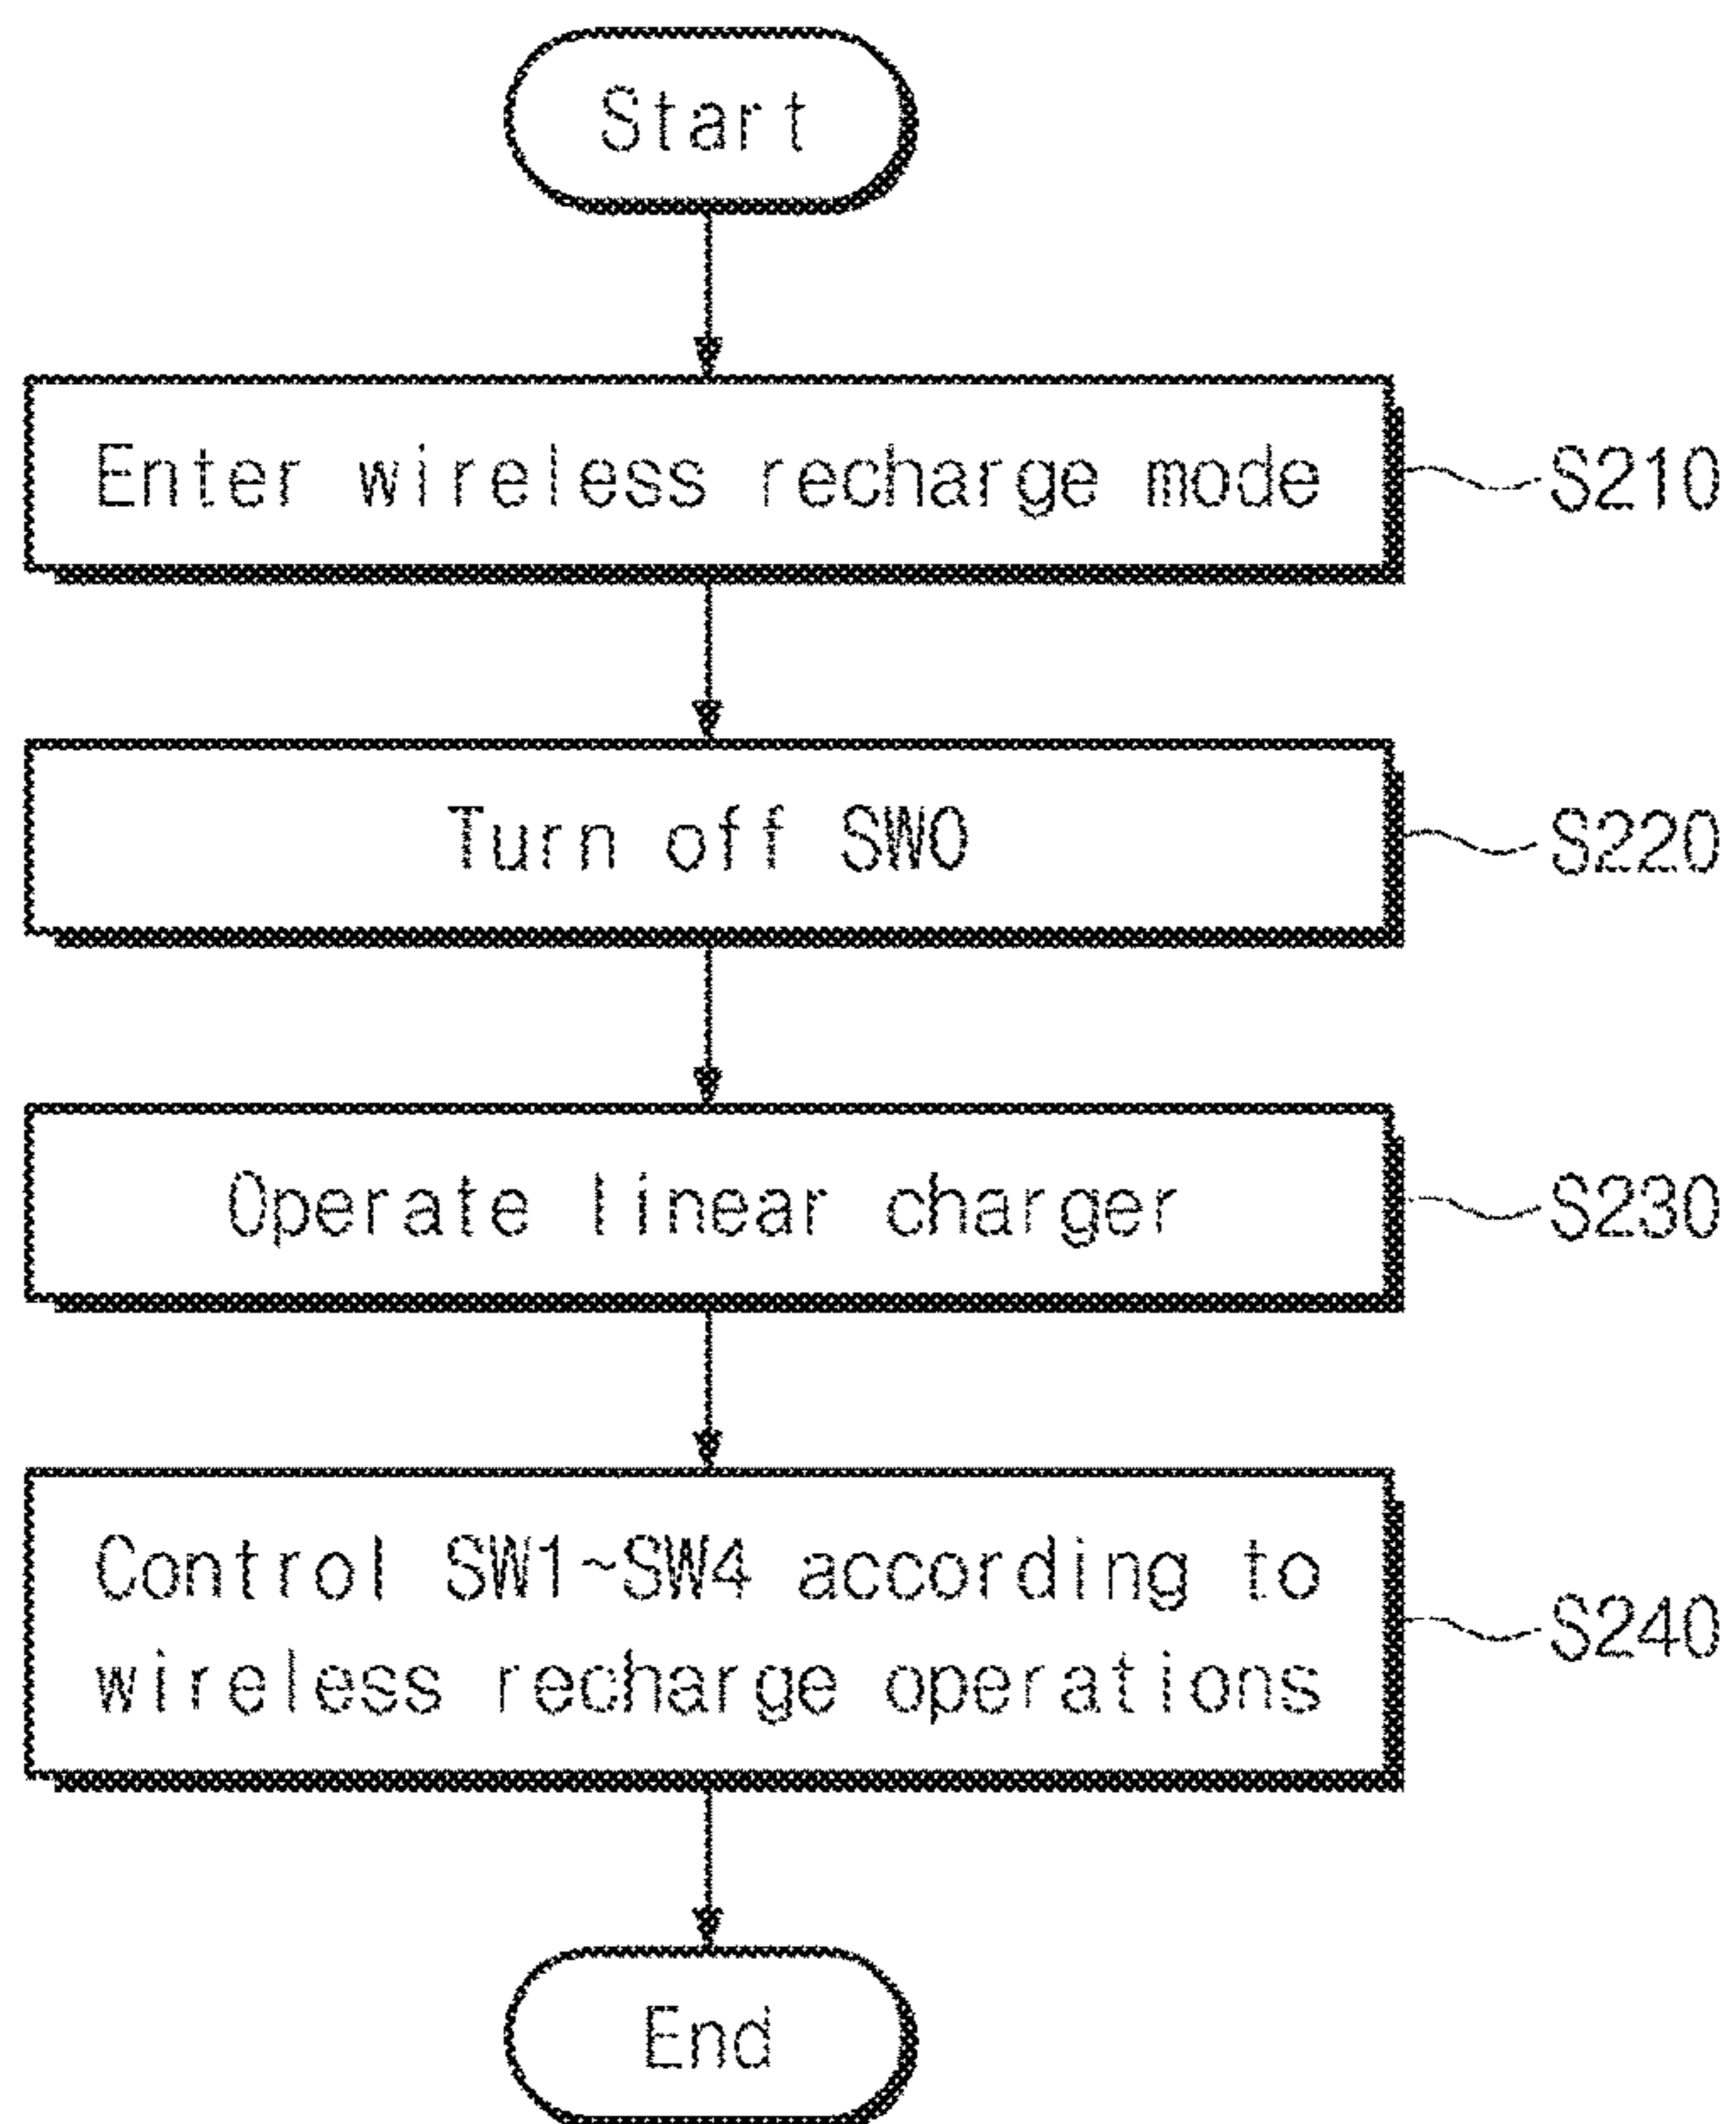 Start
Enter wireless recharge mode
S210
Turn off SW0
S220
Operate linear charger
S230
Control SW1~SW4 according to
wireless recharge operations
S240
End